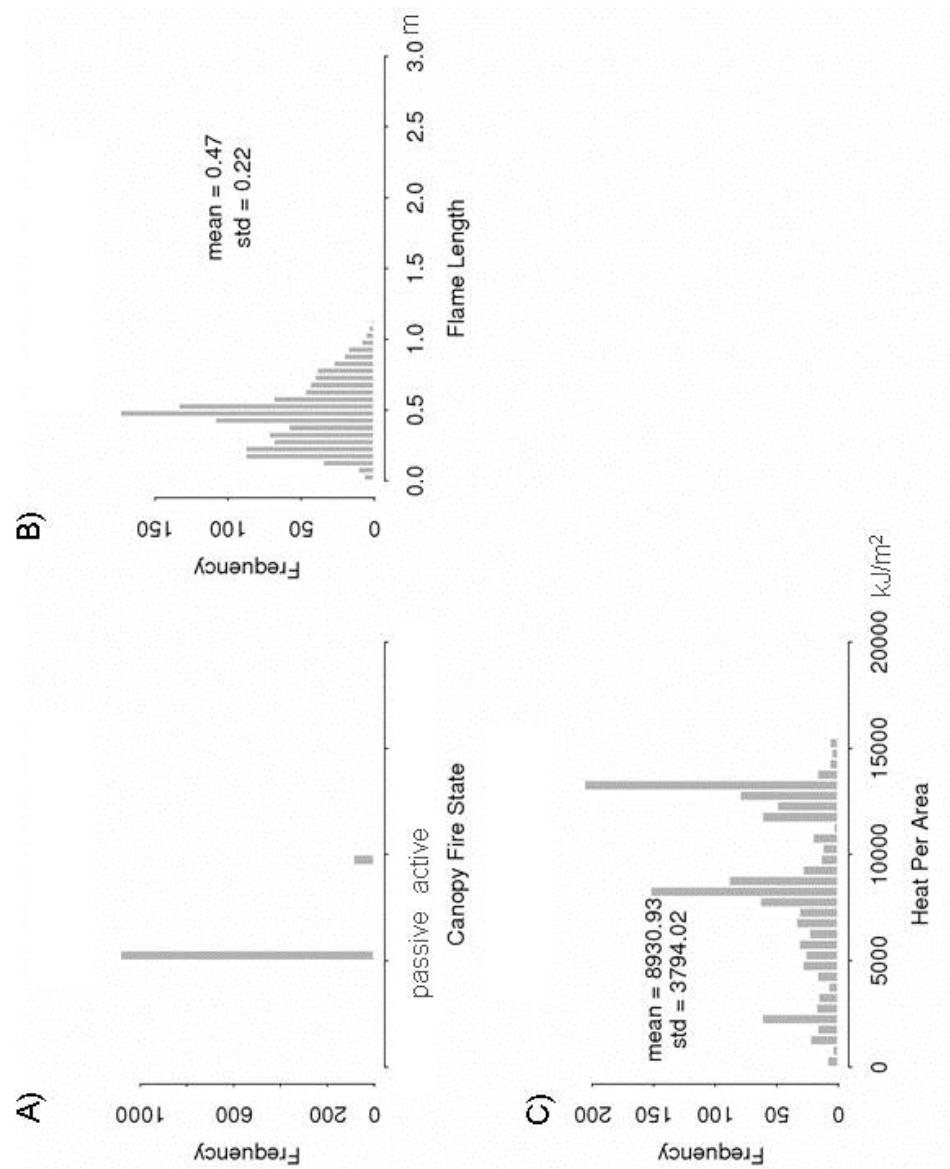 A)
Frequency
0 200 600 1000
passive active
Canopy Fire State
B)
Frequency
0 50 100 150
mean = 0.47
std = 0.22
0.0 0.5 1.0 1.5 2.0 2.5 3.0 m
Flame Length
C)
Frequency
0 50 100 150 200
mean = 8930.93
std = 3794.02
0 5000 10000 15000 20000 kJ/m²
Heat Per Area